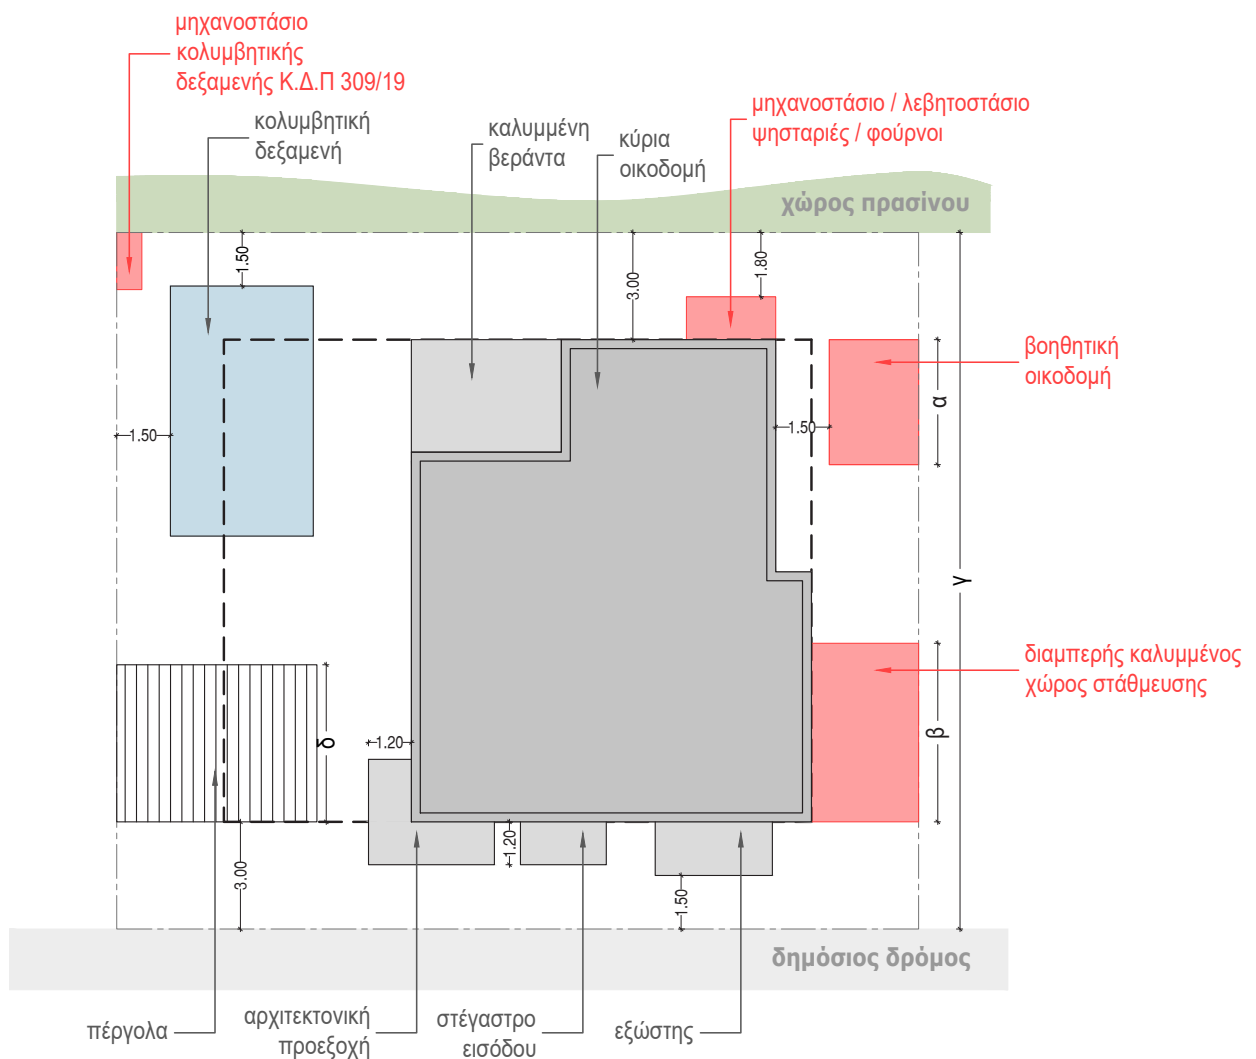 μηχανοστάσιο
κολυμβητικής
δεξαμενής Κ.Δ.Π 309/19
κολυμβητική
δεξαμενή
καλυμμένη
βεράντα
κύρια
οικοδομή
μηχανοστάσιο / λεβητοστάσιο
ψησταριές / φούρνοι
χώρος πρασίνου
1.50
3.00
1.80
βοηθητική
οικοδομή
α
1.50
1.50
γ
διαμπερής καλυμμένος
χώρος στάθμευσης
β
δ
1.20
1.20
3.00
1.50
δημόσιος δρόμος
πέργολα
αρχιτεκτονική
προεξοχή
στέγαστρο
εισόδου
εξώστης